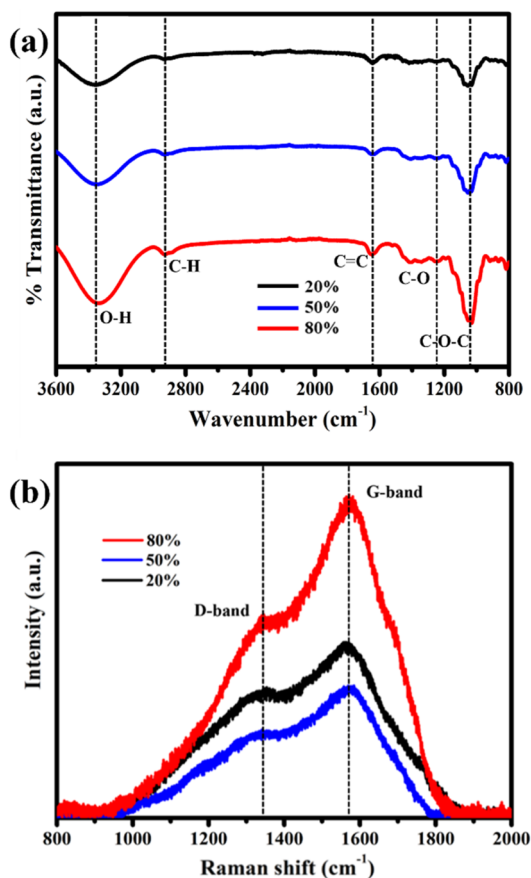 (a)
% Transmittance (a.u.)
O-H
C-H
C=C
C-O
C-O-C
20%
50%
80%
3600 3200 2800 2400 2000 1600 1200 800
Wavenumber (cm⁻¹)
(b)
Intensity (a.u.)
G-band
D-band
80%
50%
20%
800 1000 1200 1400 1600 1800 2000
Raman shift (cm⁻¹)